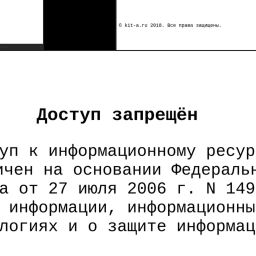 © kit-a.ru 2018. Все права защищены.
Доступ запрещён
уп к информационному ресур
ичен на основании Федеральн
а от 27 июля 2006 г. N 149
информации, информационны
логиях и о защите информац